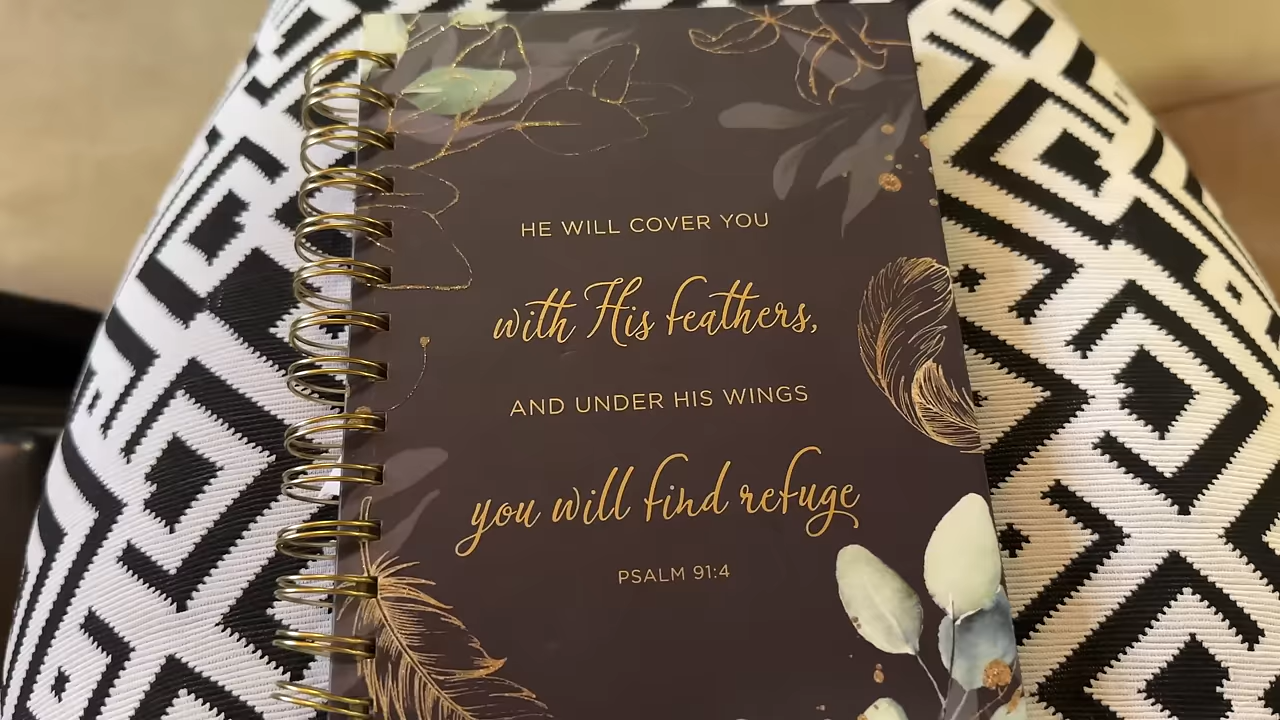 HE WILL COVER YOU
with His feathers,
AND UNDER HIS WINGS
you will find refuge
PSALM 91:4